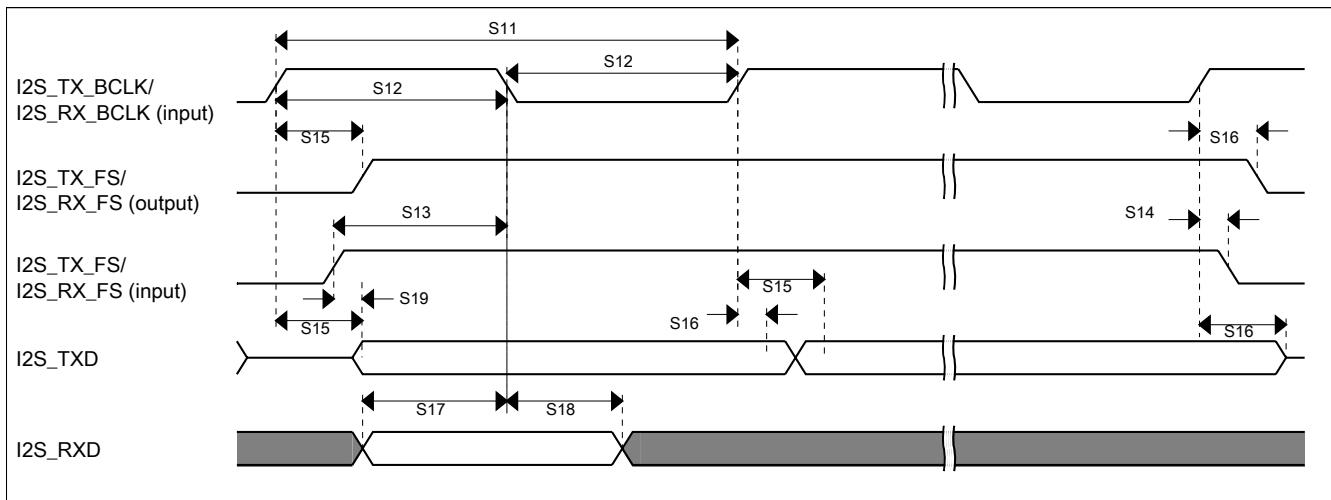 S11
I2S_TX_BCLK/
I2S_RX_BCLK (input)
S12
S12
S15
S16
I2S_TX_FS/
I2S_RX_FS (output)
S13
S14
I2S_TX_FS/
I2S_RX_FS (input)
S15
S19
S15
S16
S16
I2S_TXD
S17
S18
I2S_RXD